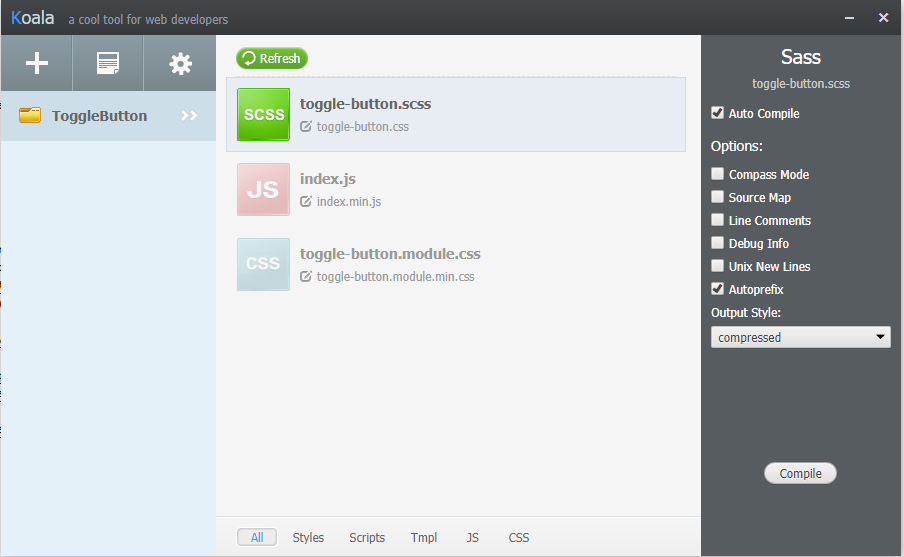 Koala a cool tool for web developers
ToggleButton
Refresh
SCSS
toggle-button.scss
toggle-button.css
JS
index.js
index.min.js
CSS
toggle-button.module.css
toggle-button.module.min.css
All Styles Scripts Tmpl JS CSS
Sass
toggle-button.scss
Auto Compile
Options:
Compass Mode
Source Map
Line Comments
Debug Info
Unix New Lines
Autoprefix
Output Style:
compressed
Compile